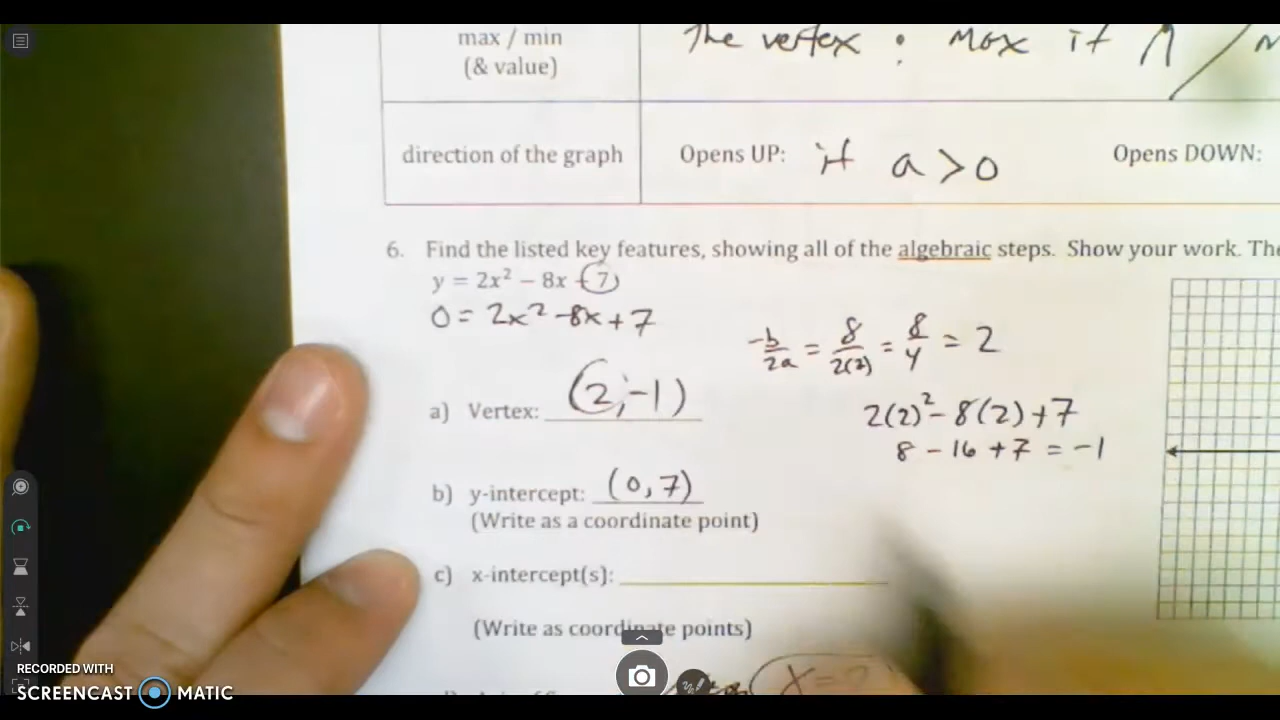 max / min
(& value)
The vertex : Max if
direction of the graph
Opens UP: if a > 0
Opens DOWN:
6. Find the listed key features, showing all of the algebraic steps. Show your work. The
y = 2x² − 8x + 7
0 = 2x² - 8x + 7
-b/2a = 8/2(2) = 8/4 = 2
a) Vertex: (2, -1)
2(2)² - 8(2) + 7
8 - 16 + 7 = -1
b) y-intercept: (0, 7)
(Write as a coordinate point)
c) x-intercept(s):
(Write as coordinate points)
RECORDED WITH
SCREENCAST MATIC